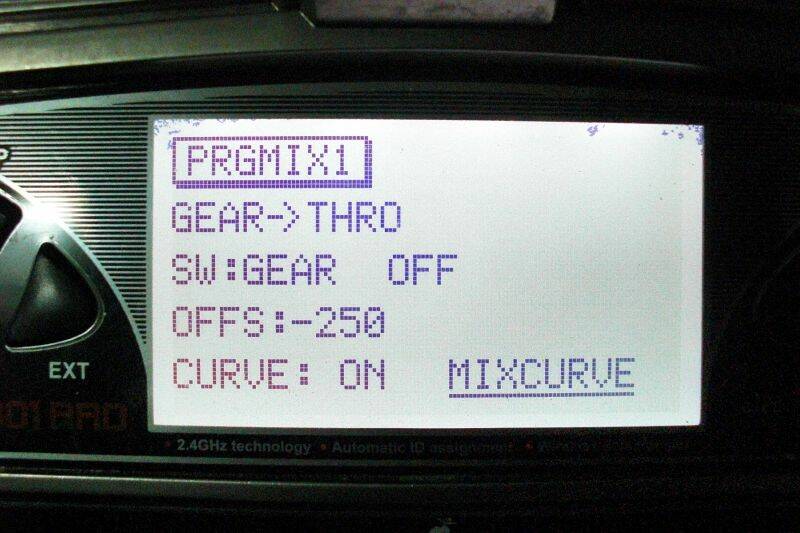 PRGMIX1
GEAR->THRO
SW:GEAR OFF
OFFS:-250
CURVE: ON MIXCURVE
EXT
• 2.4GHz technology • Automatic ID assignment •